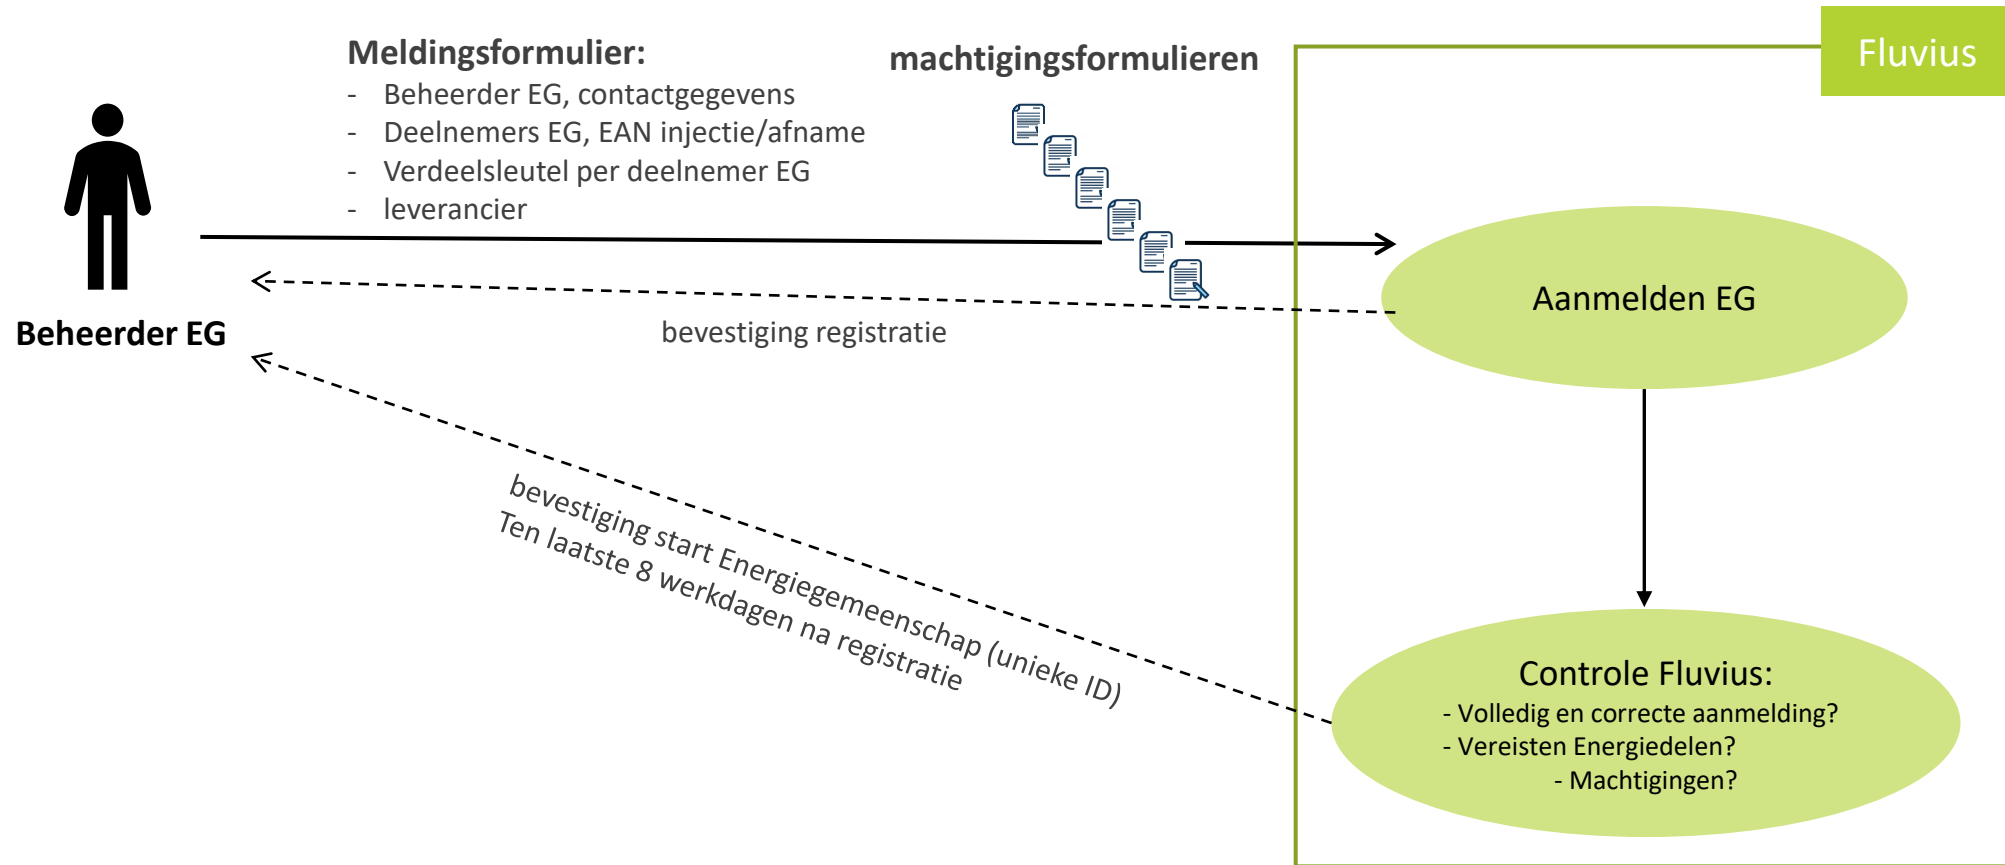 Meldingsformulier:
- Beheerder EG, contactgegevens
- Deelnemers EG, EAN injectie/afname
- Verdeelsleutel per deelnemer EG
- leverancier
machtigingsformulieren
Fluvius
Beheerder EG
bevestiging registratie
Aanmelden EG
bevestiging start Energiegemeenschap (unieke ID)
Ten laatste 8 werkdagen na registratie
Controle Fluvius:
- Volledig en correcte aanmelding?
- Vereisten Energiedelen?
- Machtigingen?